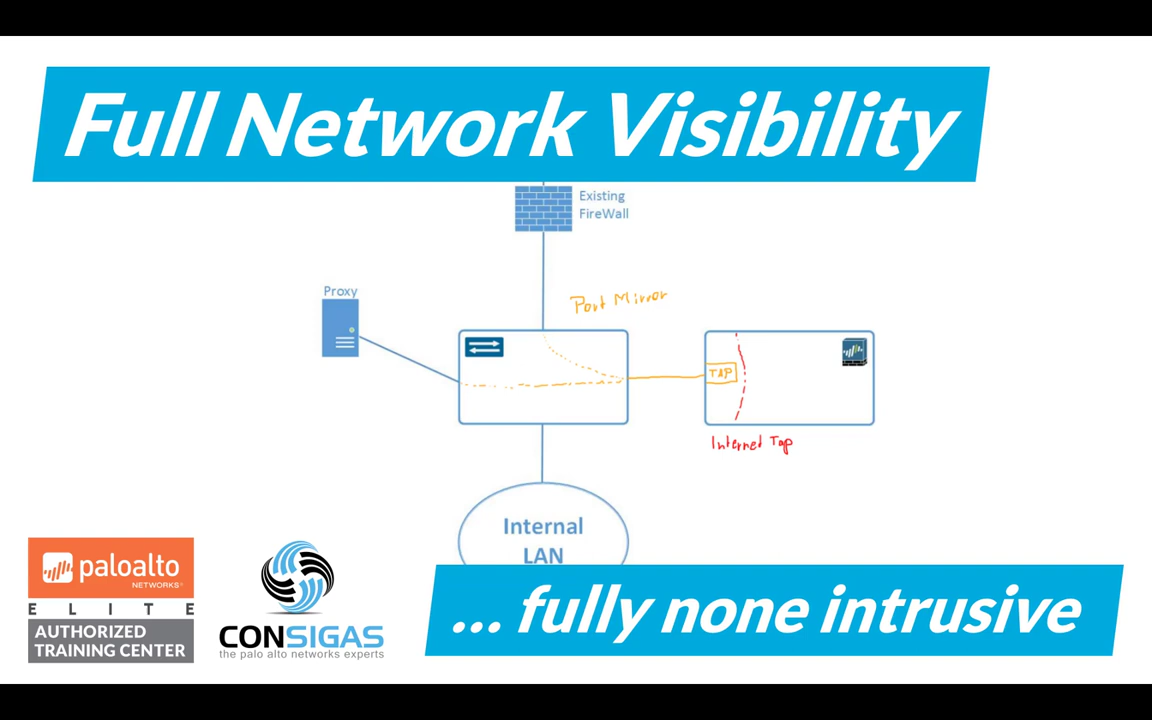 Full Network Visibility
Existing
FireWall
Proxy
Port Mirror
TAP
Internet Tap
Internal
LAN
paloalto
NETWORKS®
ELITE
AUTHORIZED
TRAINING CENTER
CONSIGAS
the palo alto networks experts
... fully none intrusive